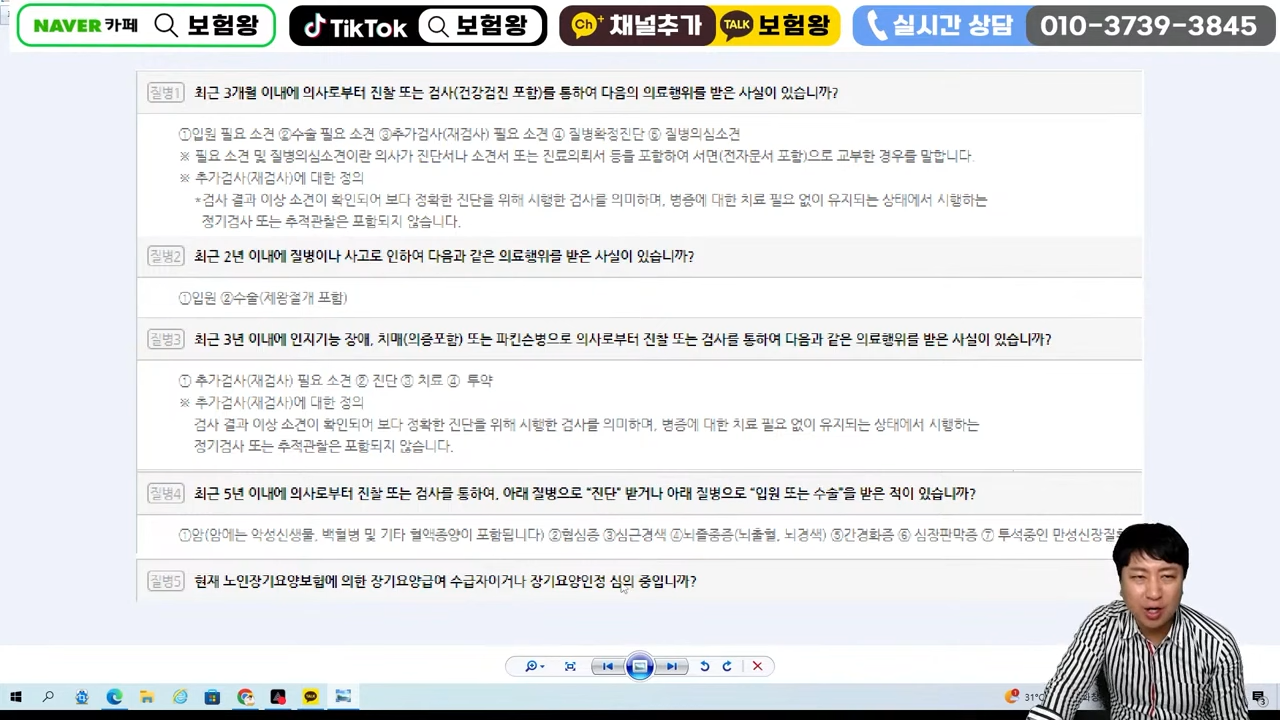 NAVER 카페 보험왕 TikTok 보험왕 Ch+ 채널추가 TALK 보험왕 실시간 상담 010-3739-3845
질병1 최근 3개월 이내에 의사로부터 진찰 또는 검사(건강검진 포함)를 통하여 다음의 의료행위를 받은 사실이 있습니까?
①입원 필요 소견 ②수술 필요 소견 ③추가검사(재검사) 필요 소견 ④ 질병확정진단 ⑤ 질병의심소견
※ 필요 소견 및 질병의심소견이란 의사가 진단서나 소견서 또는 진료의뢰서 등을 포함하여 서면(전자문서 포함)으로 교부한 경우를 말합니다.
※ 추가검사(재검사)에 대한 정의
*검사 결과 이상 소견이 확인되어 보다 정확한 진단을 위해 시행한 검사를 의미하며, 병증에 대한 치료 필요 없이 유지되는 상태에서 시행하는
정기검사 또는 추적관찰은 포함되지 않습니다.
질병2 최근 2년 이내에 질병이나 사고로 인하여 다음과 같은 의료행위를 받은 사실이 있습니까?
①입원 ②수술(제왕절개 포함)
질병3 최근 3년 이내에 인지기능 장애, 치매(의증포함) 또는 파킨슨병으로 의사로부터 진찰 또는 검사를 통하여 다음과 같은 의료행위를 받은 사실이 있습니까?
① 추가검사(재검사) 필요 소견 ② 진단 ③ 치료 ④ 투약
※ 추가검사(재검사)에 대한 정의
검사 결과 이상 소견이 확인되어 보다 정확한 진단을 위해 시행한 검사를 의미하며, 병증에 대한 치료 필요 없이 유지되는 상태에서 시행하는
정기검사 또는 추적관찰은 포함되지 않습니다.
질병4 최근 5년 이내에 의사로부터 진찰 또는 검사를 통하여, 아래 질병으로 "진단" 받거나 아래 질병으로 "입원 또는 수술"을 받은 적이 있습니까?
①암(암에는 악성신생물, 백혈병 및 기타 혈액종양이 포함됩니다) ②협심증 ③심근경색 ④뇌졸중증(뇌출혈, 뇌경색) ⑤간경화증 ⑥ 심장판막증 ⑦ 투석중인 만성신장질환
질병5 현재 노인장기요양보험에 의한 장기요양급여 수급자이거나 장기요양인정 심의 중입니까?
31°C